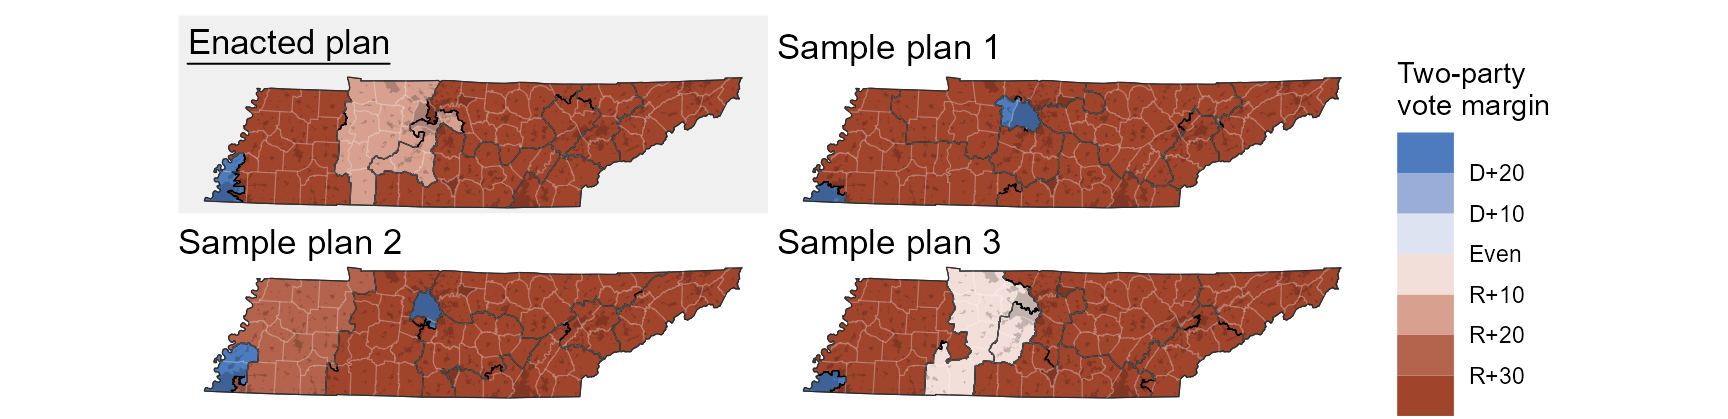 Enacted plan
Sample plan 1
Sample plan 2
Sample plan 3
Two-party
vote margin
D+20
D+10
Even
R+10
R+20
R+30